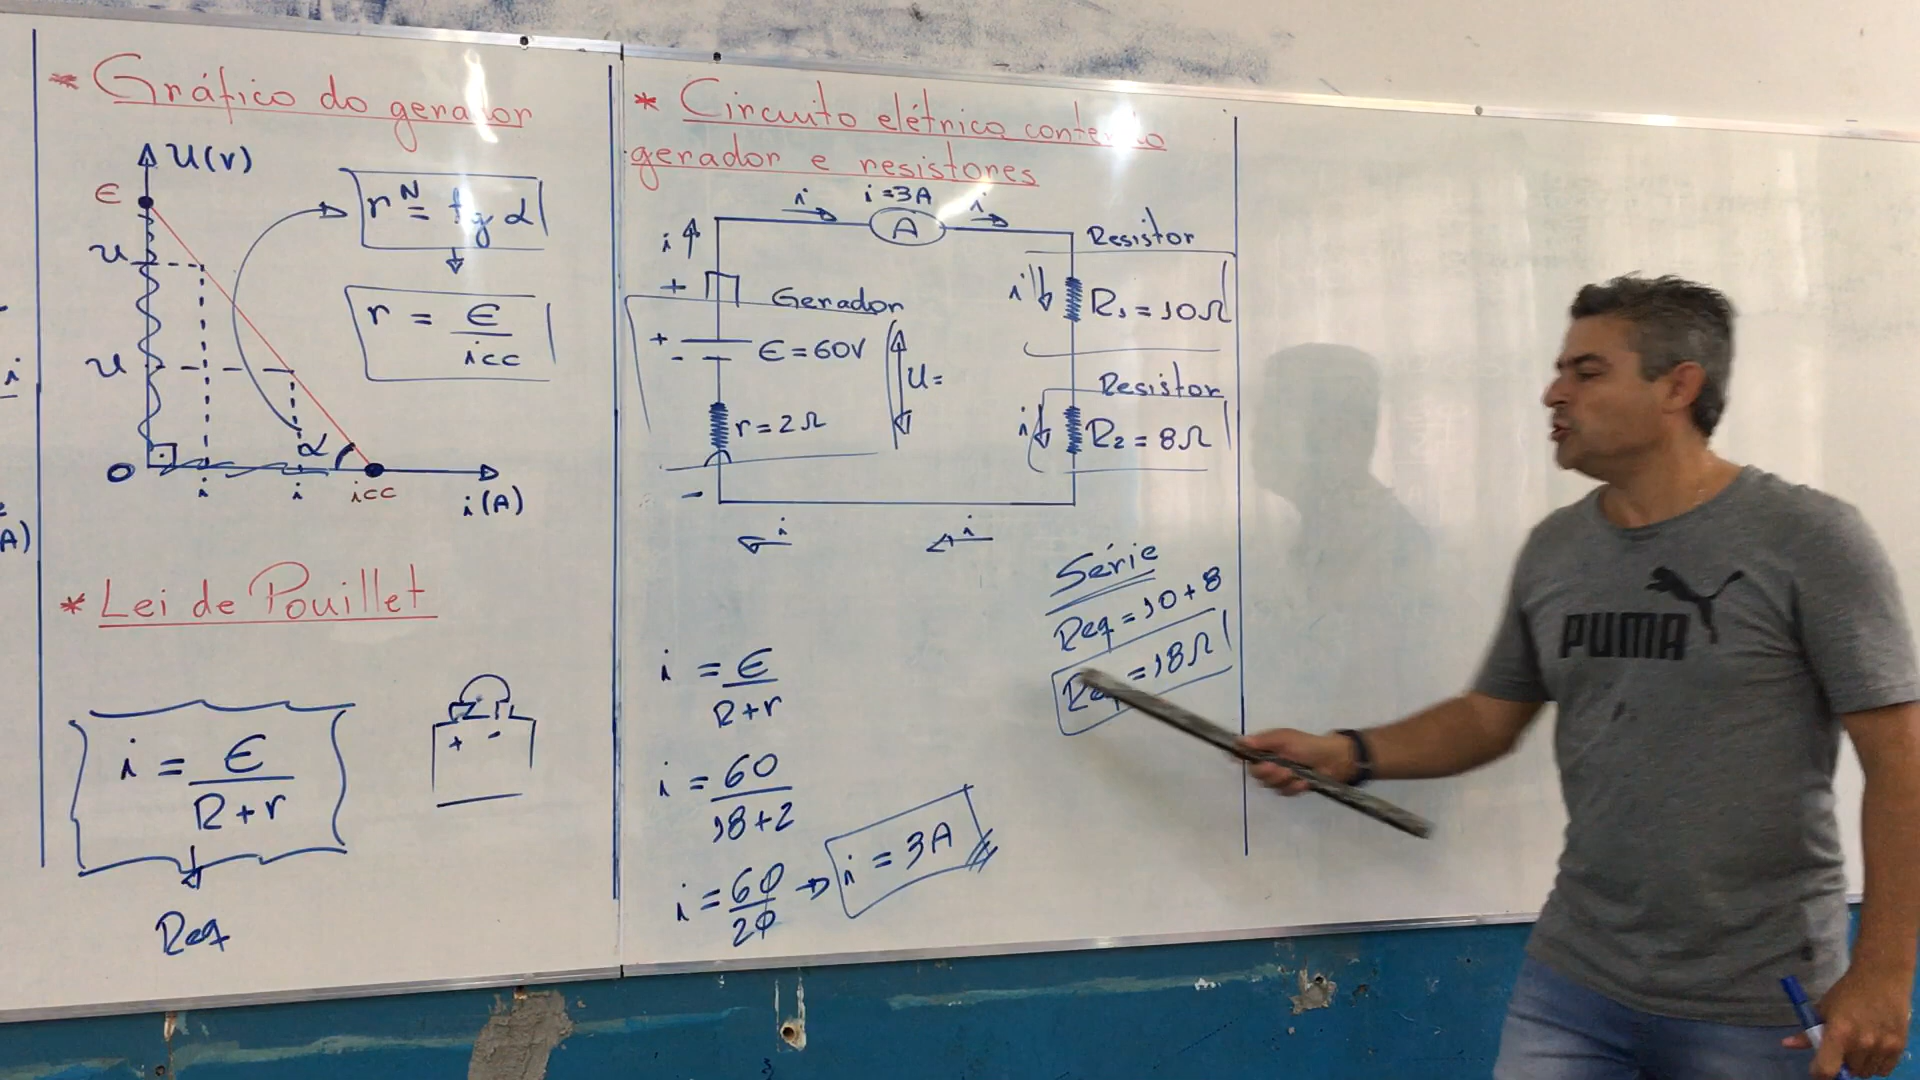 * Gráfico do gerador
U(V)
ϵ
U
U
O
i
i
icc
i(A)
α
r N= tg α
r = ϵ / icc
* Lei de Pouillet
i = ϵ / R+r
Req
+ -
i
A)
* Circuito elétrico contendo
gerador e resistores
i
i = 3A
i
A
i
+
Gerador
+
-
ϵ = 60V
U =
r = 2Ω
-
Resistor
i
R₁ = 10Ω
Resistor
i
R₂ = 8Ω
i
i
Série
Req = 10 + 8
Req = 18Ω
i = ϵ / R+r
i = 60 / 18+2
i = 60 / 20 → i = 3A
PUMA